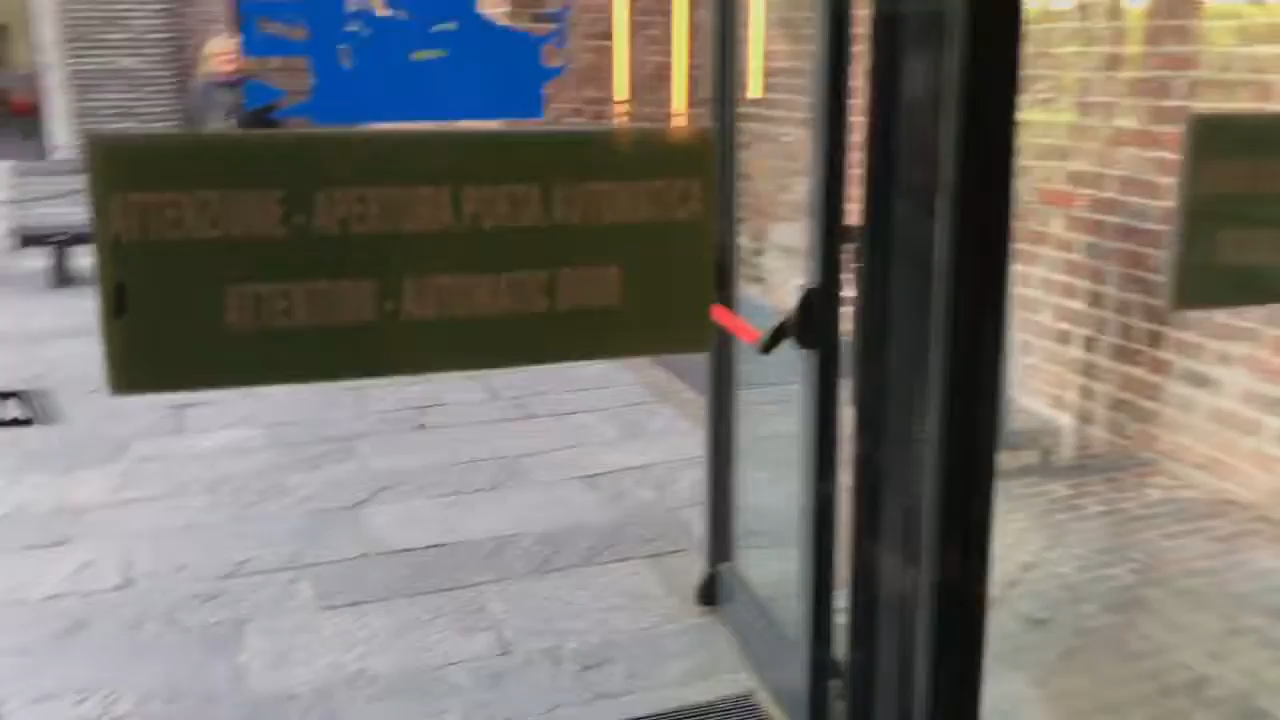 ATTENZIONE - APERTURA PORTA AUTOMATICA
ATTENTION - AUTOMATIC DOOR